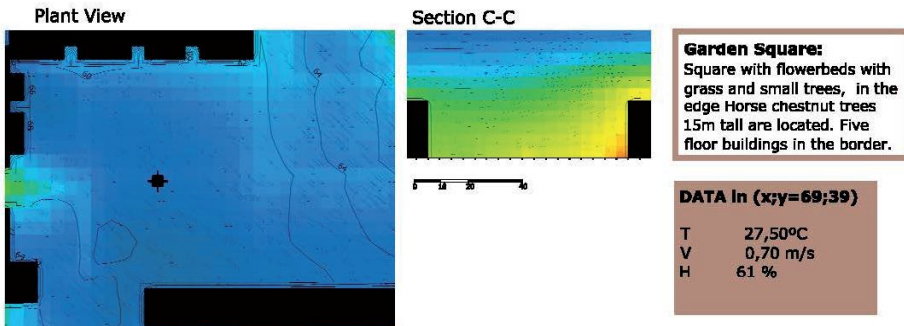 Plant View
Section C-C
Garden Square:
Square with flowerbeds with
grass and small trees, in the
edge Horse chestnut trees
15m tall are located. Five
floor buildings in the border.
0 10 20 40
DATA in (x;y=69;39)
T 27,50ºC
V 0,70 m/s
H 61 %